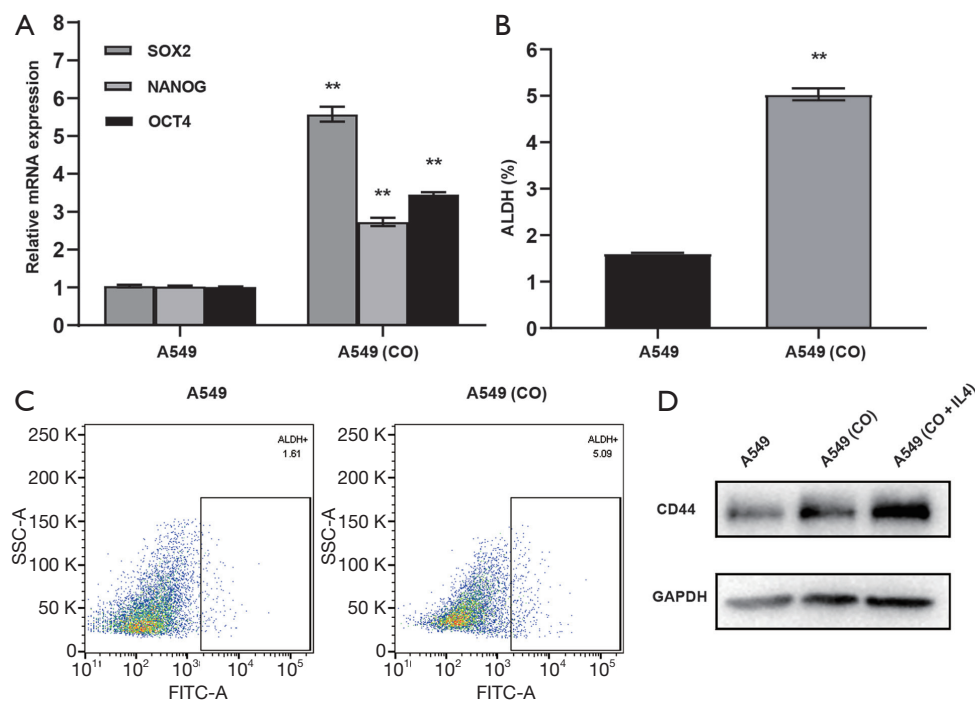 A
8
7
6
5
4
3
2
1
0
Relative mRNA expression
SOX2
NANOG
OCT4
**
**
**
A549
A549 (CO)
B
6
5
4
3
2
1
0
ALDH (%)
**
A549
A549 (CO)
C
A549
250 K
200 K
150 K
100 K
50 K
0
SSC-A
ALDH+
1.61
10¹ 10² 10³ 10⁴ 10⁵
FITC-A
A549 (CO)
250 K
200 K
150 K
100 K
50 K
0
SSC-A
ALDH+
5.09
10¹ 10² 10³ 10⁴ 10⁵
FITC-A
D
A549
A549 (CO)
A549 (CO + IL4)
CD44
GAPDH